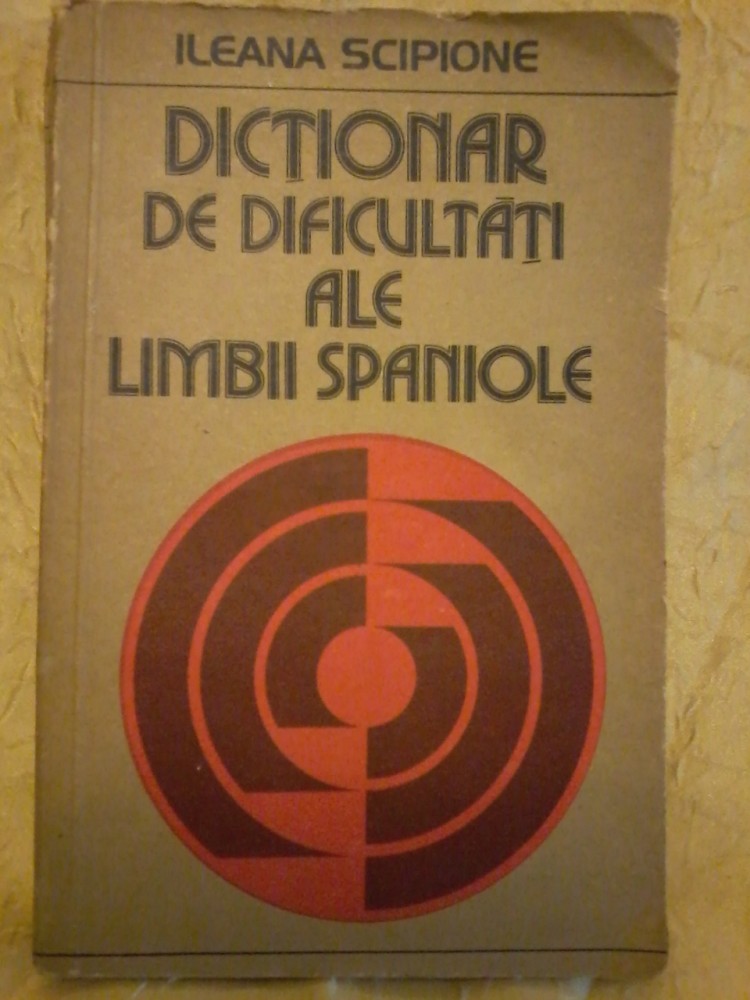 ILEANA SCIPIONE
DICȚIONAR
DE DIFICULTĂȚI
ALE
LIMBII SPANIOLE